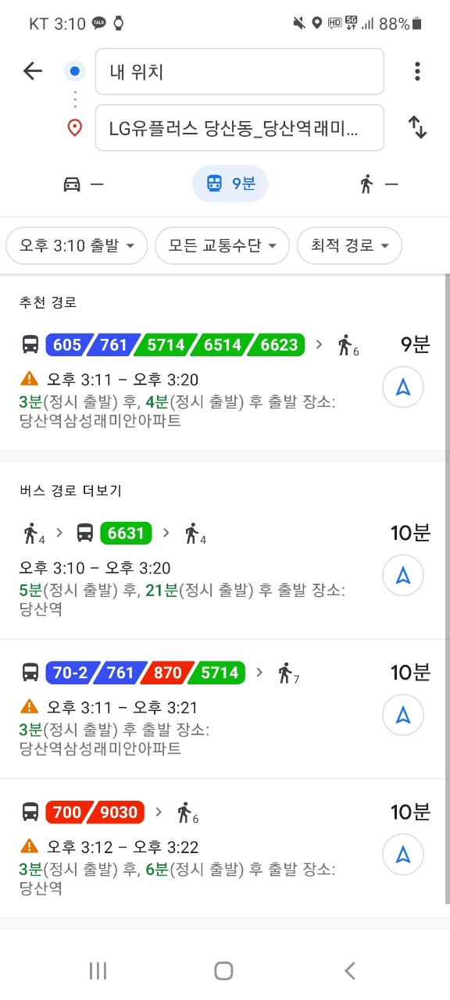 KT 3:10 TALK HD 5G 88%
내 위치
LG유플러스 당산동_당산역래미...
— 9분 —
오후 3:10 출발 모든 교통수단 최적 경로
추천 경로
605 761 5714 6514 6623 > 6 9분
오후 3:11 – 오후 3:20
3분(정시 출발) 후, 4분(정시 출발) 후 출발 장소:
당산역삼성래미안아파트
버스 경로 더보기
4 > 6631 > 4 10분
오후 3:10 – 오후 3:20
5분(정시 출발) 후, 21분(정시 출발) 후 출발 장소:
당산역
70-2 761 870 5714 > 7 10분
오후 3:11 – 오후 3:21
3분(정시 출발) 후 출발 장소:
당산역삼성래미안아파트
700 9030 > 6 10분
오후 3:12 – 오후 3:22
3분(정시 출발) 후, 6분(정시 출발) 후 출발 장소:
당산역